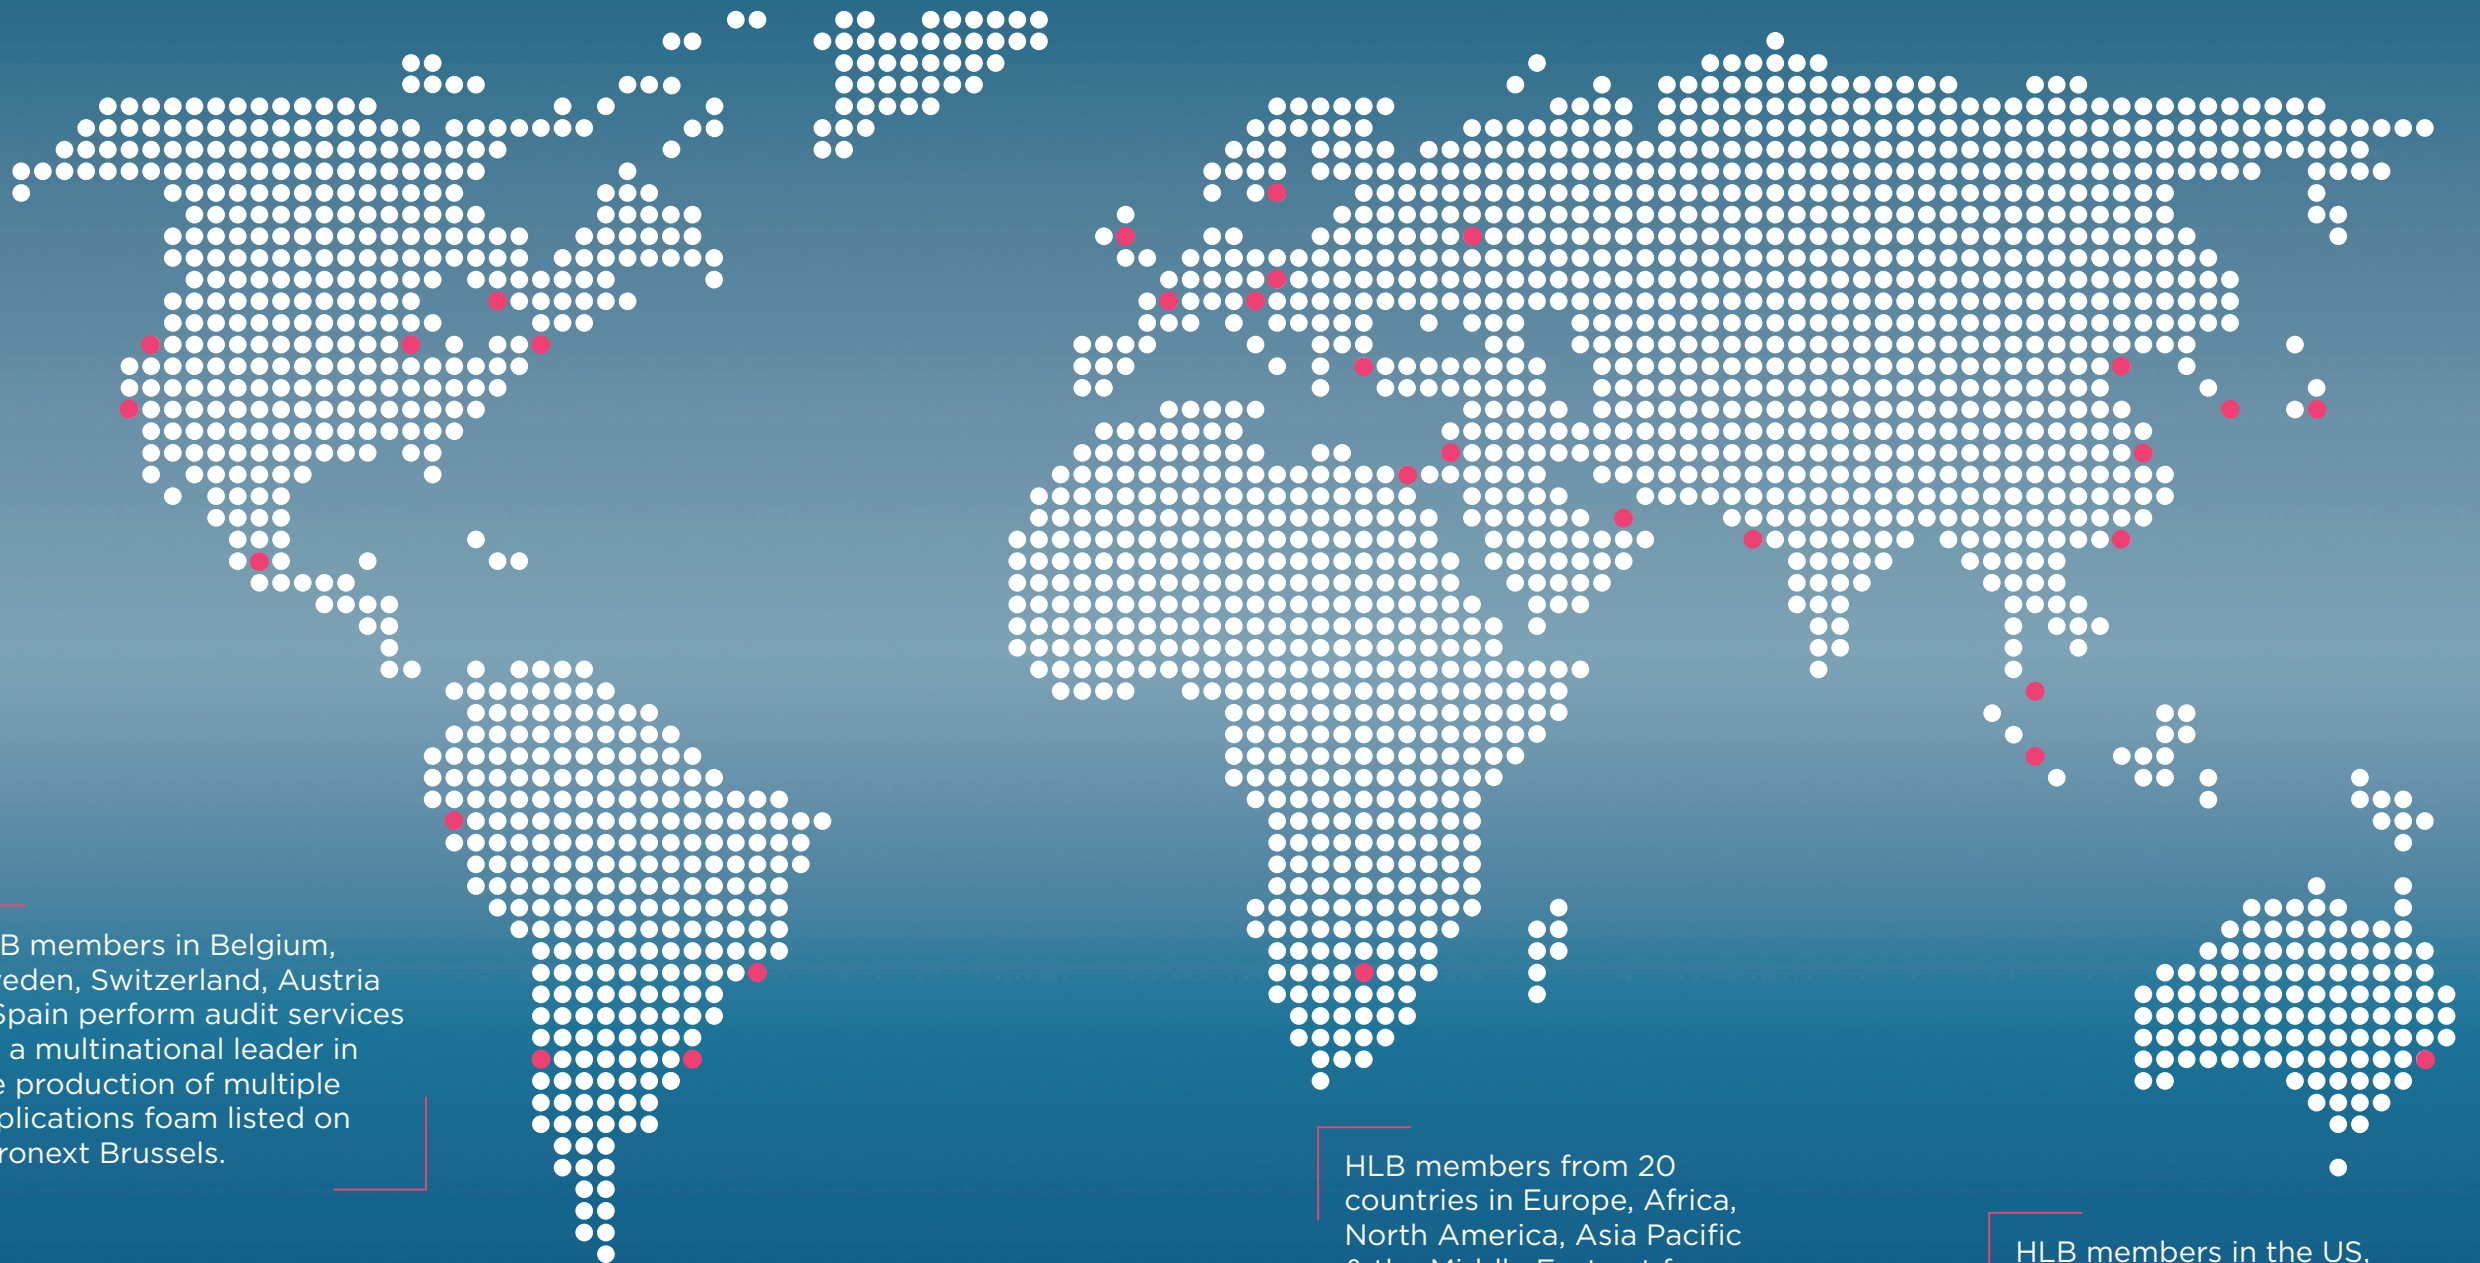 B members in Belgium,
eden, Switzerland, Austria
Spain perform audit services
a multinational leader in
production of multiple
plications foam listed on
ronext Brussels.
HLB members from 20
countries in Europe, Africa,
North America, Asia Pacific
HLB members in the US,